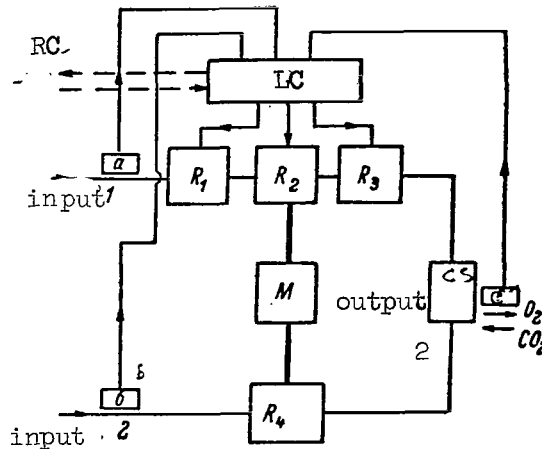 RC
LC
a
input 1
R1
R2
R3
M
output
CS
c
O2
CO2
2
б
б
input 2
R4